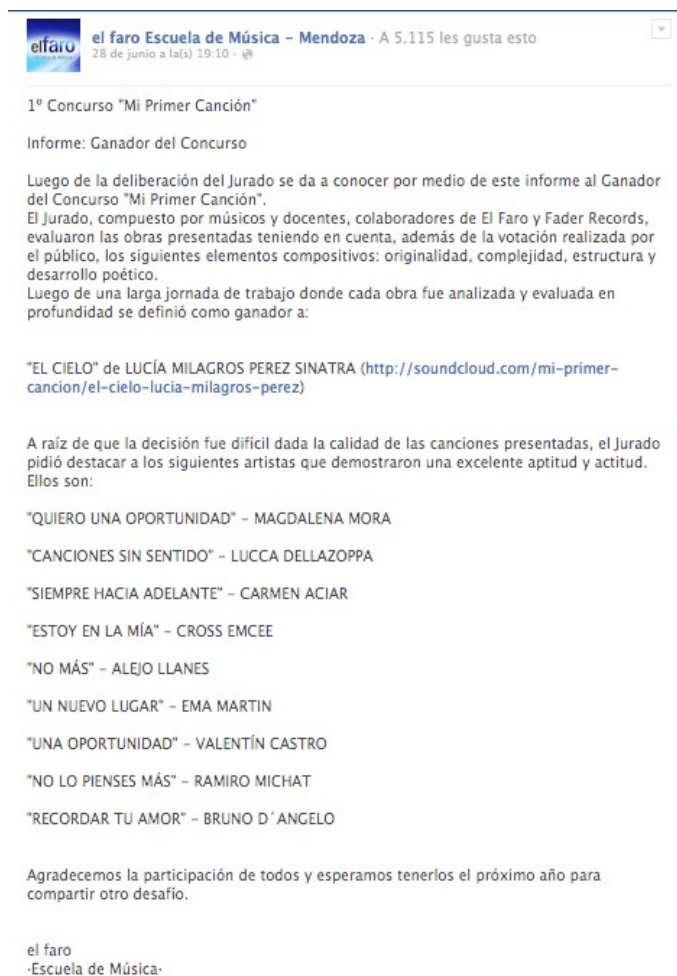 elfaro
el faro Escuela de Música – Mendoza · A 5.115 les gusta esto
28 de junio a la(s) 19:10 ·
1º Concurso "Mi Primer Canción"
Informe: Ganador del Concurso
Luego de la deliberación del Jurado se da a conocer por medio de este informe al Ganador
del Concurso "Mi Primer Canción".
El Jurado, compuesto por músicos y docentes, colaboradores de El Faro y Fader Records,
evaluaron las obras presentadas teniendo en cuenta, además de la votación realizada por
el público, los siguientes elementos compositivos: originalidad, complejidad, estructura y
desarrollo poético.
Luego de una larga jornada de trabajo donde cada obra fue analizada y evaluada en
profundidad se definió como ganador a:
"EL CIELO" de LUCÍA MILAGROS PEREZ SINATRA (http://soundcloud.com/mi-primer-
cancion/el-cielo-lucia-milagros-perez)
A raíz de que la decisión fue difícil dada la calidad de las canciones presentadas, el Jurado
pidió destacar a los siguientes artistas que demostraron una excelente aptitud y actitud.
Ellos son:
"QUIERO UNA OPORTUNIDAD" – MAGDALENA MORA
"CANCIONES SIN SENTIDO" – LUCCA DELLAZOPPA
"SIEMPRE HACIA ADELANTE" – CARMEN ACIAR
"ESTOY EN LA MÍA" – CROSS EMCEE
"NO MÁS" – ALEJO LLANES
"UN NUEVO LUGAR" – EMA MARTIN
"UNA OPORTUNIDAD" – VALENTÍN CASTRO
"NO LO PIENSES MÁS" – RAMIRO MICHAT
"RECORDAR TU AMOR" – BRUNO D´ANGELO
Agradecemos la participación de todos y esperamos tenerlos el próximo año para
compartir otro desafío.
el faro
·Escuela de Música·